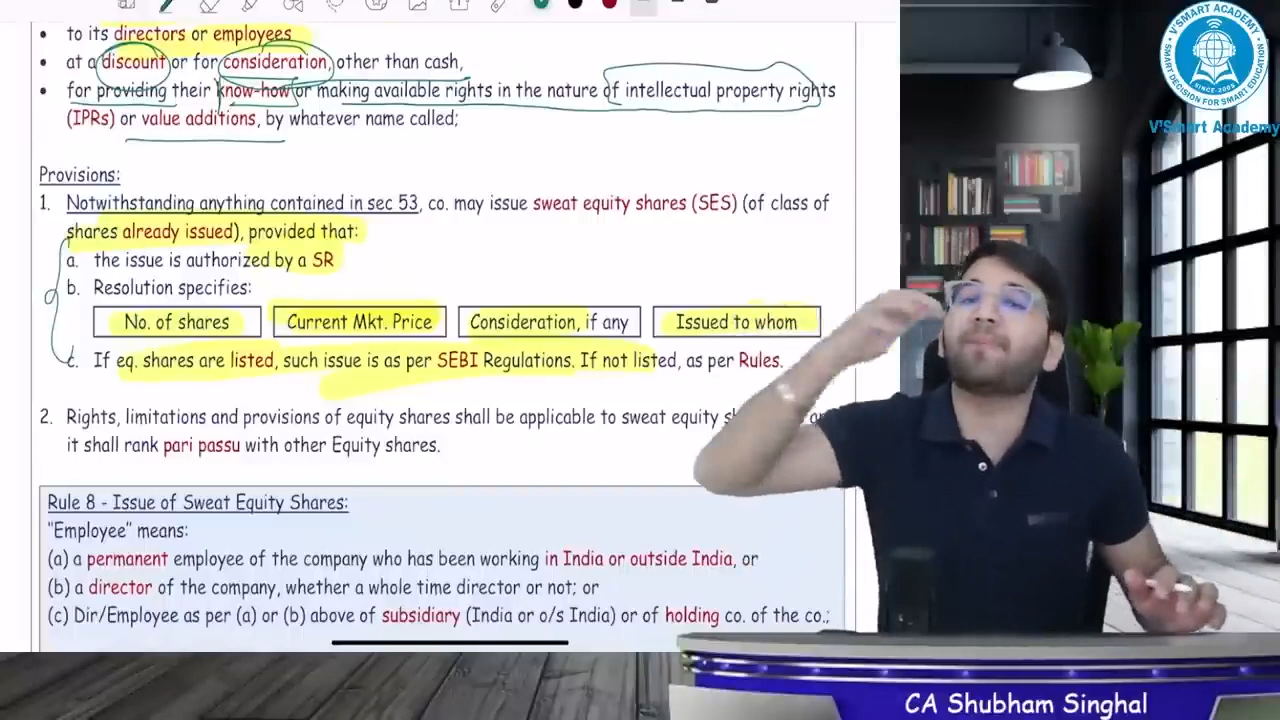 • to its directors or employees
• at a discount or for consideration, other than cash,
• for providing their know-how or making available rights in the nature of intellectual property rights
(IPRs) or value additions, by whatever name called;
Provisions:
1. Notwithstanding anything contained in sec 53, co. may issue sweat equity shares (SES) (of class of
shares already issued), provided that:
a. the issue is authorized by a SR
b. Resolution specifies:
No. of shares Current Mkt. Price Consideration, if any Issued to whom
c. If eq. shares are listed, such issue is as per SEBI Regulations. If not listed, as per Rules.
2. Rights, limitations and provisions of equity shares shall be applicable to sweat equity
it shall rank pari passu with other Equity shares.
Rule 8 - Issue of Sweat Equity Shares:
"Employee" means:
(a) a permanent employee of the company who has been working in India or outside India, or
(b) a director of the company, whether a whole time director or not; or
(c) Dir/Employee as per (a) or (b) above of subsidiary (India or o/s India) or of holding co. of the co.;
V'SMART ACADEMY
SINCE-2005
SMART DECISION FOR SMART EDUCATION
V'Smart Academy
CA Shubham Singhal